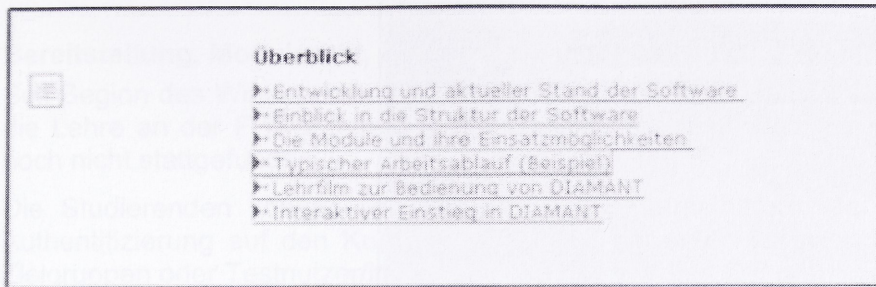 Überblick
Entwicklung und aktueller Stand der Software
Einblick in die Struktur der Software
Die Module und ihre Einsatzmöglichkeiten
Typischer Arbeitsablauf (Beispiel)
Lehrfilm zur Bedienung von DIAMANT
Interaktiver Einstieg in DIAMANT